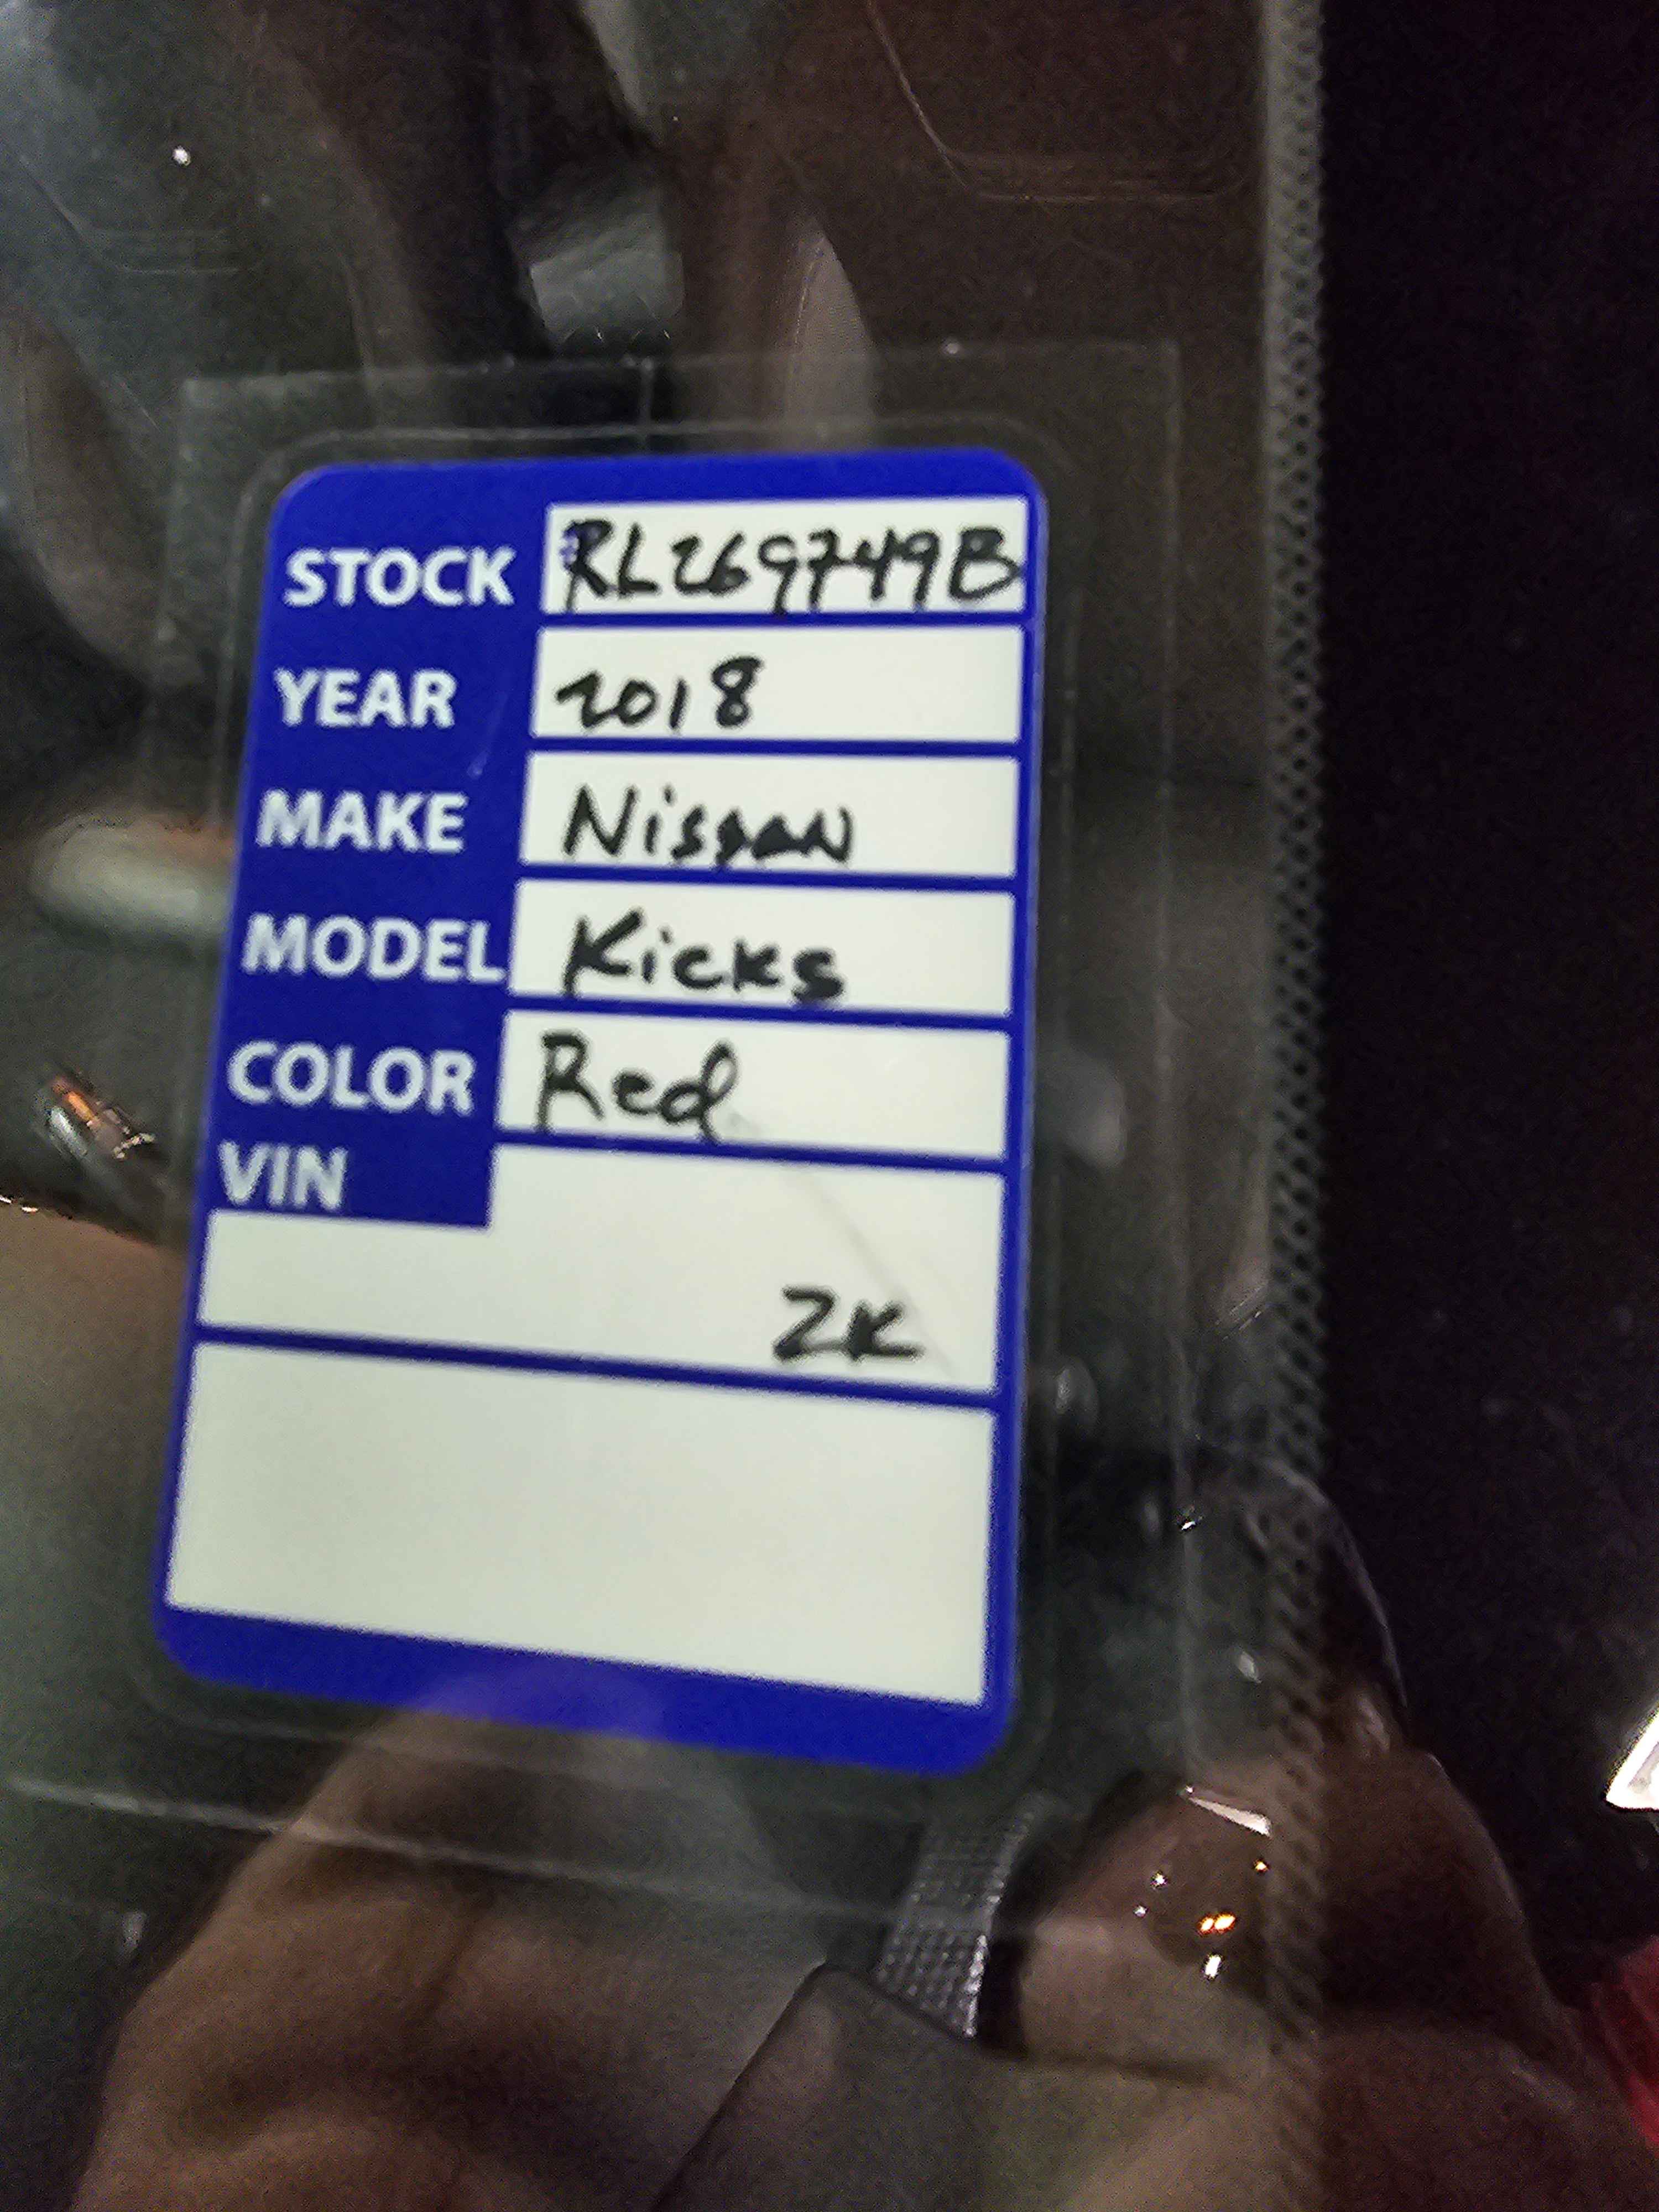 STOCK RL269749B
YEAR 2018
MAKE Nissan
MODEL Kicks
COLOR Red
VIN
2K